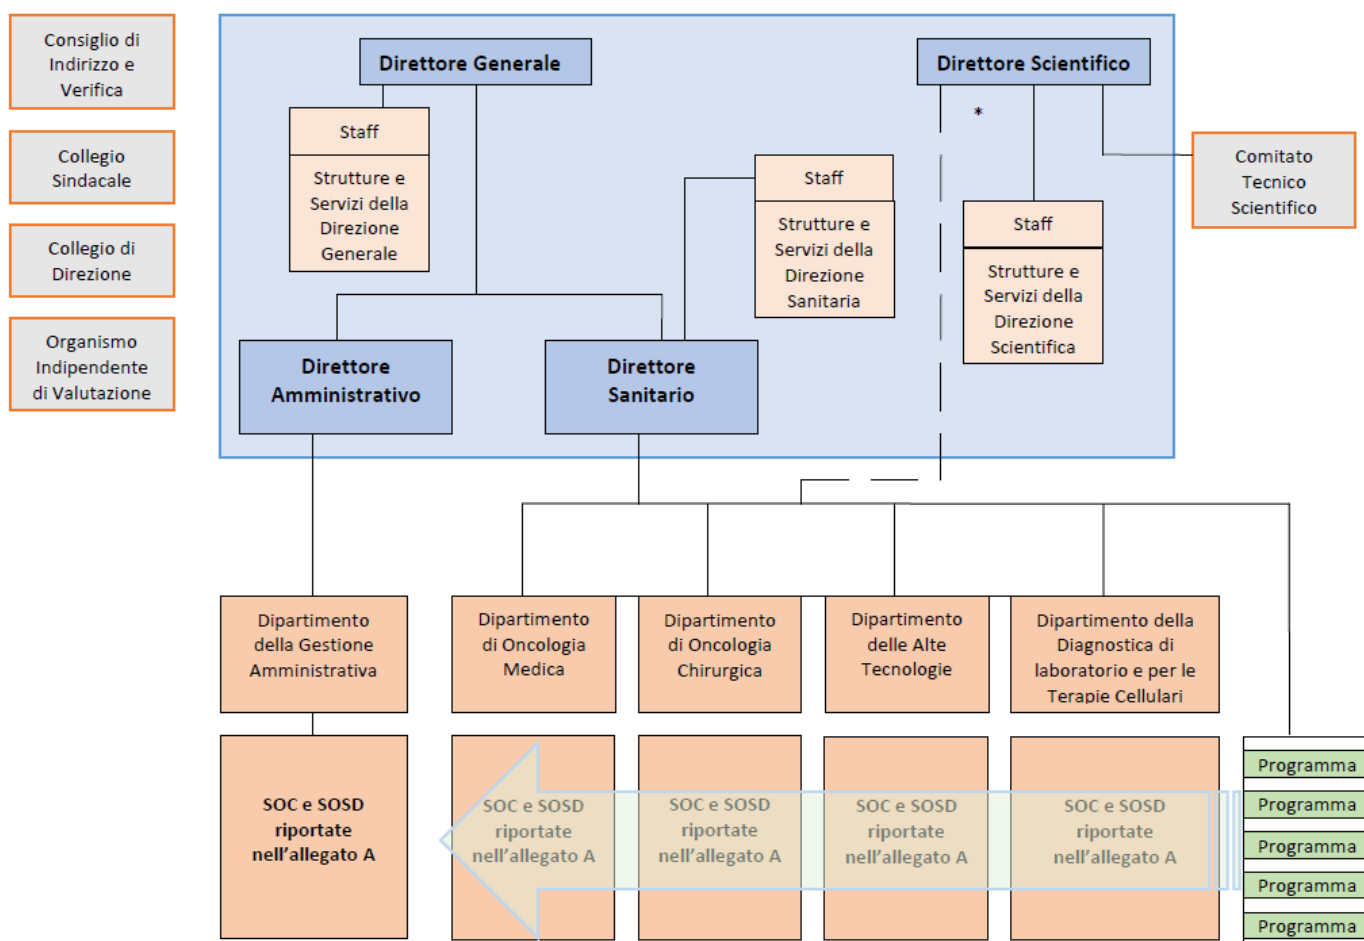 Consiglio di
Indirizzo e
Verifica
Collegio
Sindacale
Collegio di
Direzione
Organismo
Indipendente
di Valutazione
Direttore Generale
Direttore Scientifico
*
Staff
Strutture e
Servizi della
Direzione
Generale
Staff
Strutture e
Servizi della
Direzione
Sanitaria
Staff
Strutture e
Servizi della
Direzione
Scientifica
Comitato
Tecnico
Scientifico
Direttore
Amministrativo
Direttore
Sanitario
Dipartimento
della Gestione
Amministrativa
Dipartimento
di Oncologia
Medica
Dipartimento
di Oncologia
Chirurgica
Dipartimento
delle Alte
Tecnologie
Dipartimento della
Diagnostica di
laboratorio e per le
Terapie Cellulari
SOC e SOSD
riportate
nell'allegato A
SOC e SOSD
riportate
nell'allegato A
SOC e SOSD
riportate
nell'allegato A
SOC e SOSD
riportate
nell'allegato A
SOC e SOSD
riportate
nell'allegato A
Programma
Programma
Programma
Programma
Programma